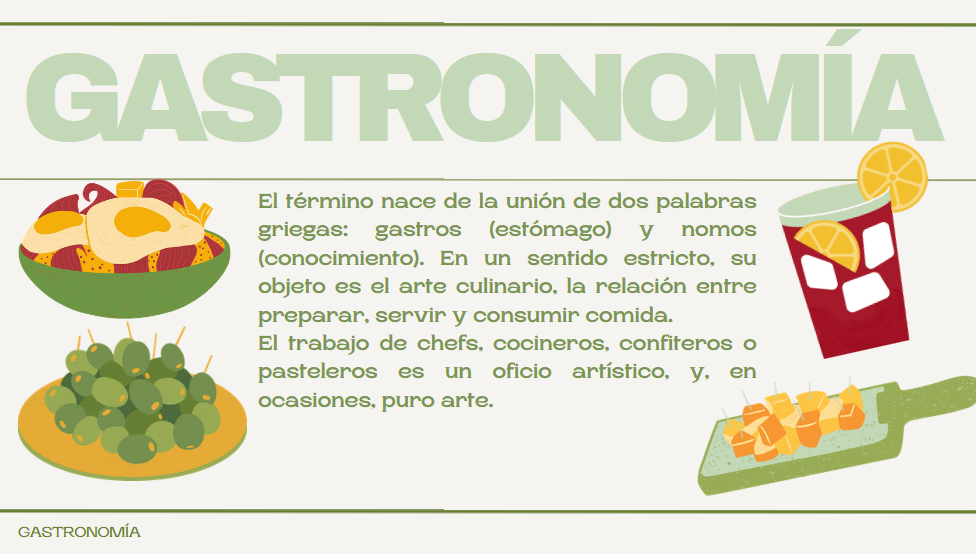 GASTRONOMÍA
El término nace de la unión de dos palabras
griegas: gastros (estómago) y nomos
(conocimiento). En un sentido estricto, su
objeto es el arte culinario, la relación entre
preparar, servir y consumir comida.
El trabajo de chefs, cocineros, confiteros o
pasteleros es un oficio artístico, y, en
ocasiones, puro arte.
GASTRONOMÍA